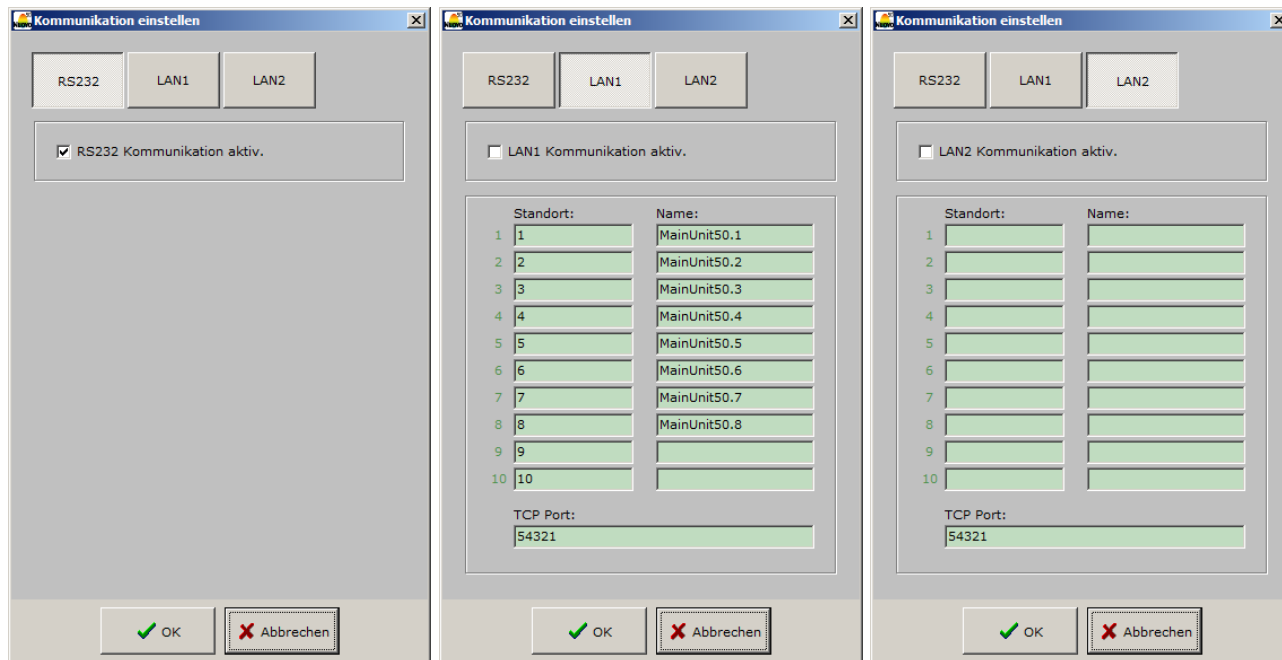 Kommunikation einstellen
RS232 LAN1 LAN2
RS232 Kommunikation aktiv.
OK Abbrechen
Kommunikation einstellen
RS232 LAN1 LAN2
LAN1 Kommunikation aktiv.
Standort: Name:
1 1 MainUnit50.1
2 2 MainUnit50.2
3 3 MainUnit50.3
4 4 MainUnit50.4
5 5 MainUnit50.5
6 6 MainUnit50.6
7 7 MainUnit50.7
8 8 MainUnit50.8
9 9
10 10
TCP Port:
54321
OK Abbrechen
Kommunikation einstellen
RS232 LAN1 LAN2
LAN2 Kommunikation aktiv.
Standort: Name:
1
2
3
4
5
6
7
8
9
10
TCP Port:
54321
OK Abbrechen